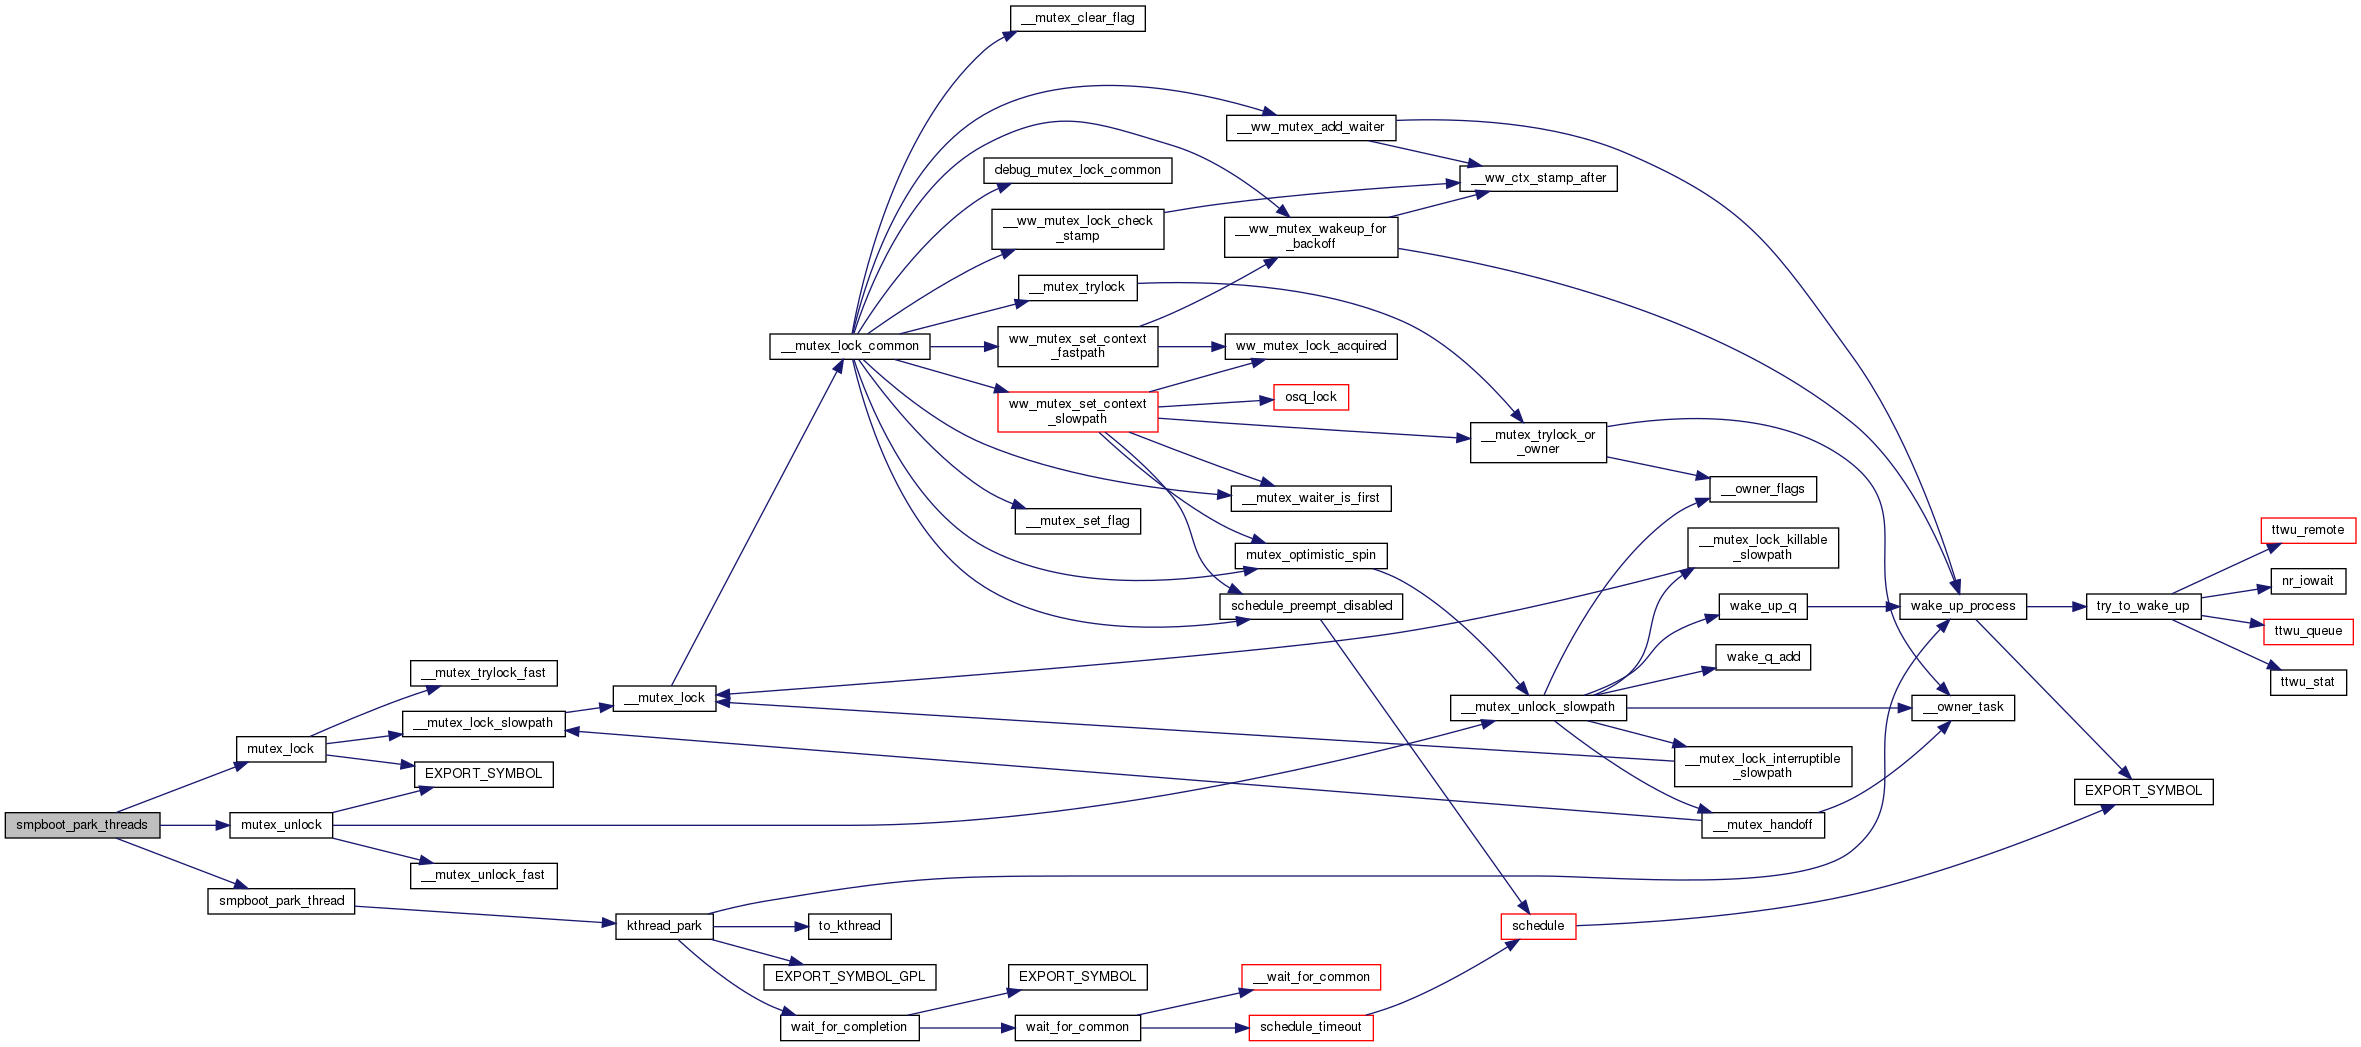 __mutex_clear_flag
__ww_mutex_add_waiter
debug_mutex_lock_common
__ww_ctx_stamp_after
__ww_mutex_lock_check
_stamp
__ww_mutex_wakeup_for
_backoff
__mutex_trylock
__mutex_lock_common
ww_mutex_set_context
_fastpath
ww_mutex_lock_acquired
ww_mutex_set_context
_slowpath
osq_lock
__mutex_trylock_or
_owner
__mutex_waiter_is_first
__owner_flags
__mutex_set_flag
__mutex_lock_killable
_slowpath
mutex_optimistic_spin
ttwu_remote
nr_iowait
schedule_preempt_disabled
wake_up_q
wake_up_process
try_to_wake_up
ttwu_queue
wake_q_add
__mutex_trylock_fast
ttwu_stat
__mutex_lock
__mutex_unlock_slowpath
__owner_task
__mutex_lock_slowpath
mutex_lock
__mutex_lock_interruptible
_slowpath
EXPORT_SYMBOL
EXPORT_SYMBOL
smpboot_park_threads
mutex_unlock
__mutex_handoff
__mutex_unlock_fast
smpboot_park_thread
kthread_park
to_kthread
schedule
EXPORT_SYMBOL_GPL
EXPORT_SYMBOL
__wait_for_common
wait_for_completion
wait_for_common
schedule_timeout